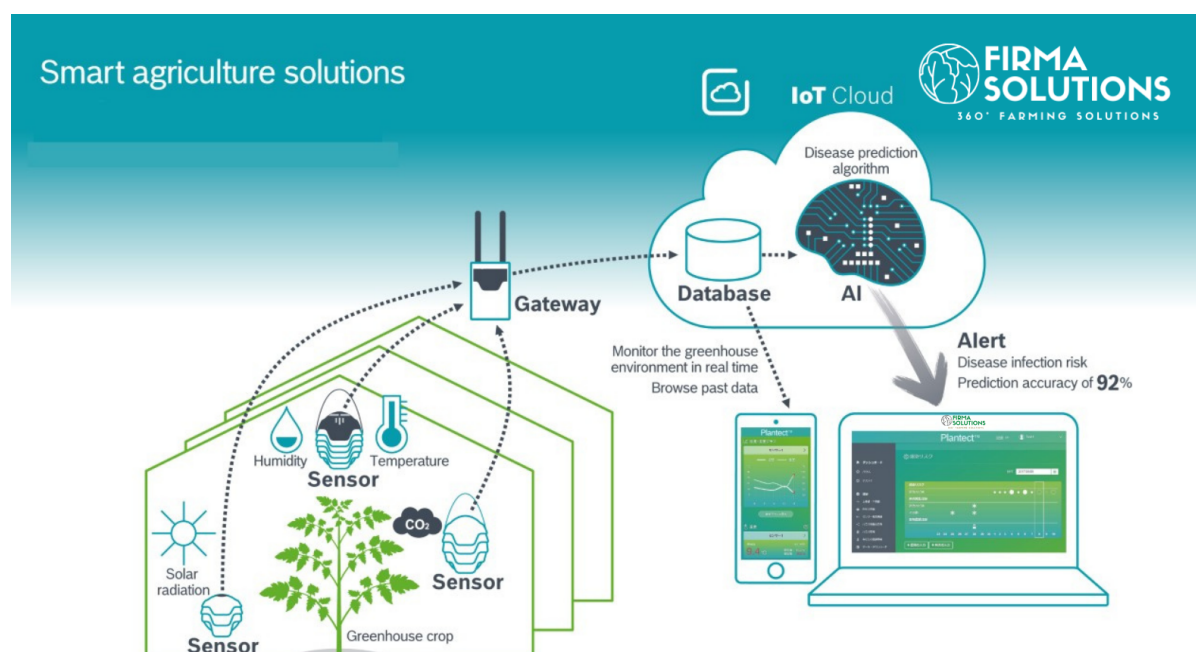 Smart agriculture solutions
FIRMA
SOLUTIONS
360° FARMING SOLUTIONS
IoT Cloud
Disease prediction
algorithm
Database
AI
Gateway
Monitor the greenhouse
environment in real time
Browse past data
Alert
Disease infection risk
Prediction accuracy of 92%
Humidity
Temperature
Sensor
CO₂
Sensor
Solar
radiation
Sensor
Greenhouse crop
Plantect™
FIRMA
SOLUTIONS
Plantect™